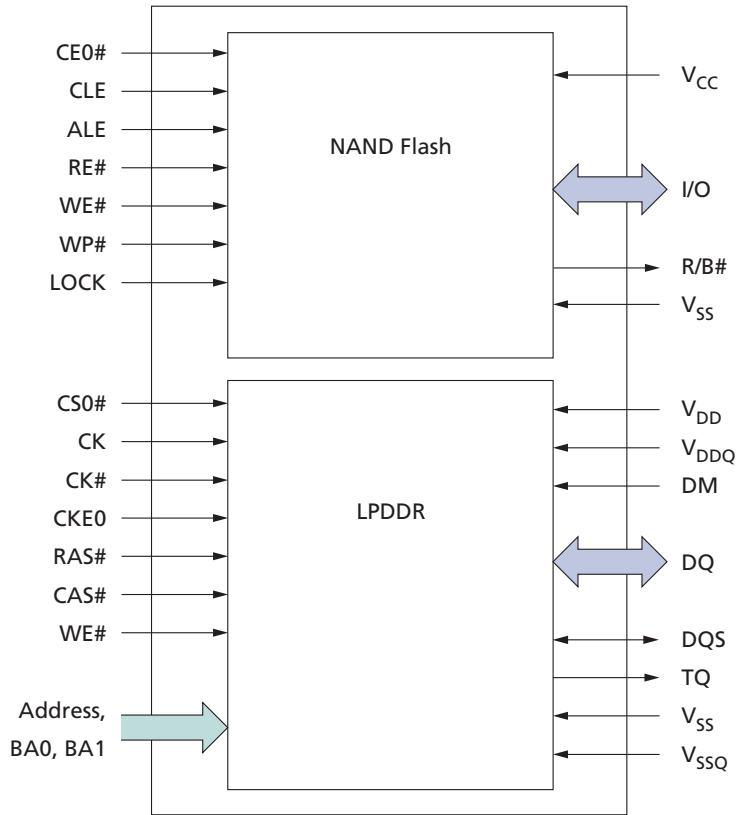 CE0#
CLE
ALE
RE#
WE#
WP#
LOCK
NAND Flash
VCC
I/O
R/B#
VSS
CS0#
CK
CK#
CKE0
RAS#
CAS#
WE#
Address,
BA0, BA1
LPDDR
VDD
VDDQ
DM
DQ
DQS
TQ
VSS
VSSQ